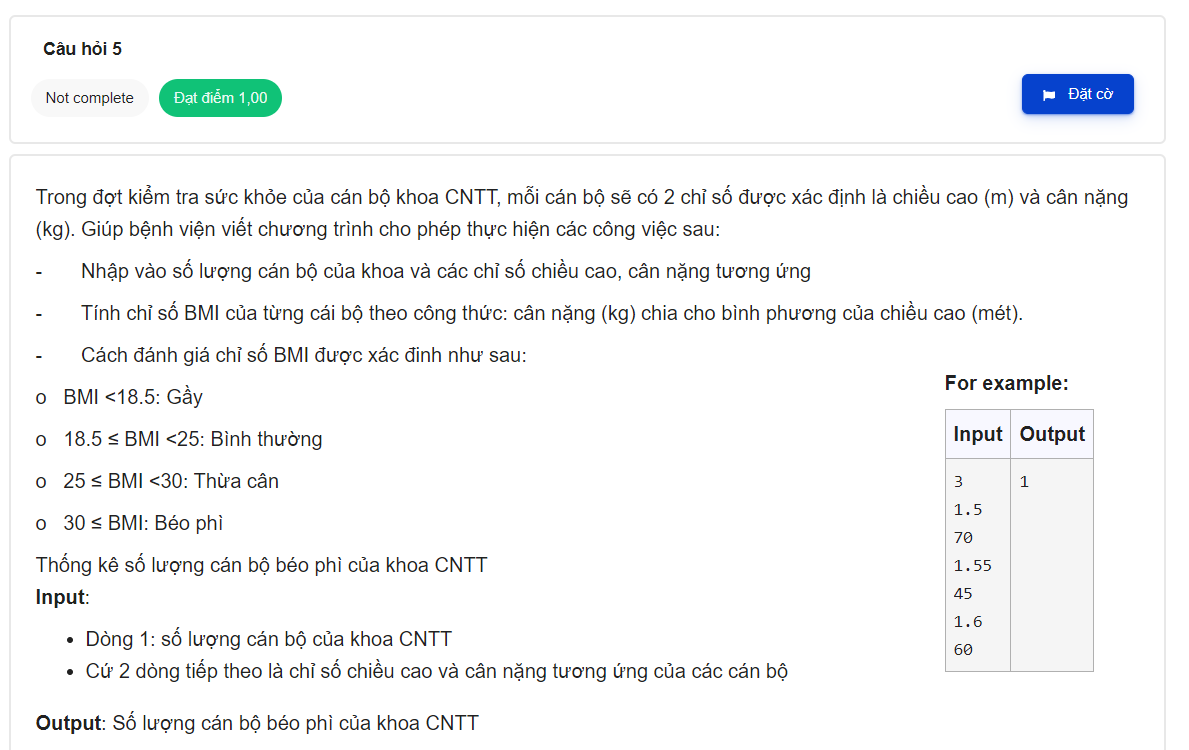 Câu hỏi 5
Not complete
Đạt điểm 1,00
Đặt cờ
Trong đợt kiểm tra sức khỏe của cán bộ khoa CNTT, mỗi cán bộ sẽ có 2 chỉ số được xác định là chiều cao (m) và cân nặng
(kg). Giúp bệnh viện viết chương trình cho phép thực hiện các công việc sau:
- Nhập vào số lượng cán bộ của khoa và các chỉ số chiều cao, cân nặng tương ứng
- Tính chỉ số BMI của từng cái bộ theo công thức: cân nặng (kg) chia cho bình phương của chiều cao (mét).
- Cách đánh giá chỉ số BMI được xác đinh như sau:
o BMI <18.5: Gầy
o 18.5 ≤ BMI <25: Bình thường
o 25 ≤ BMI <30: Thừa cân
o 30 ≤ BMI: Béo phì
Thống kê số lượng cán bộ béo phì của khoa CNTT
Input:
• Dòng 1: số lượng cán bộ của khoa CNTT
• Cứ 2 dòng tiếp theo là chỉ số chiều cao và cân nặng tương ứng của các cán bộ
Output: Số lượng cán bộ béo phì của khoa CNTT
For example:
Input Output
3 1
1.5
70
1.55
45
1.6
60